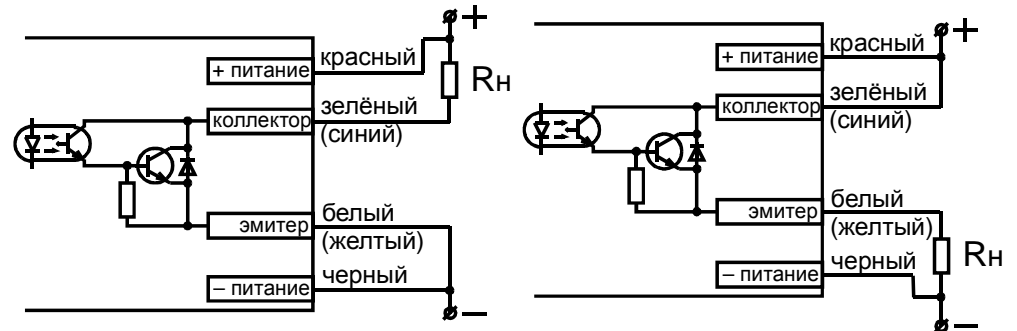 +
красный
+ питание
Rн
зелёный
коллектор
(синий)
белый
эмитер
(желтый)
черный
– питание
–
+
красный
+ питание
зелёный
коллектор
(синий)
белый
эмитер
(желтый)
Rн
черный
– питание
–